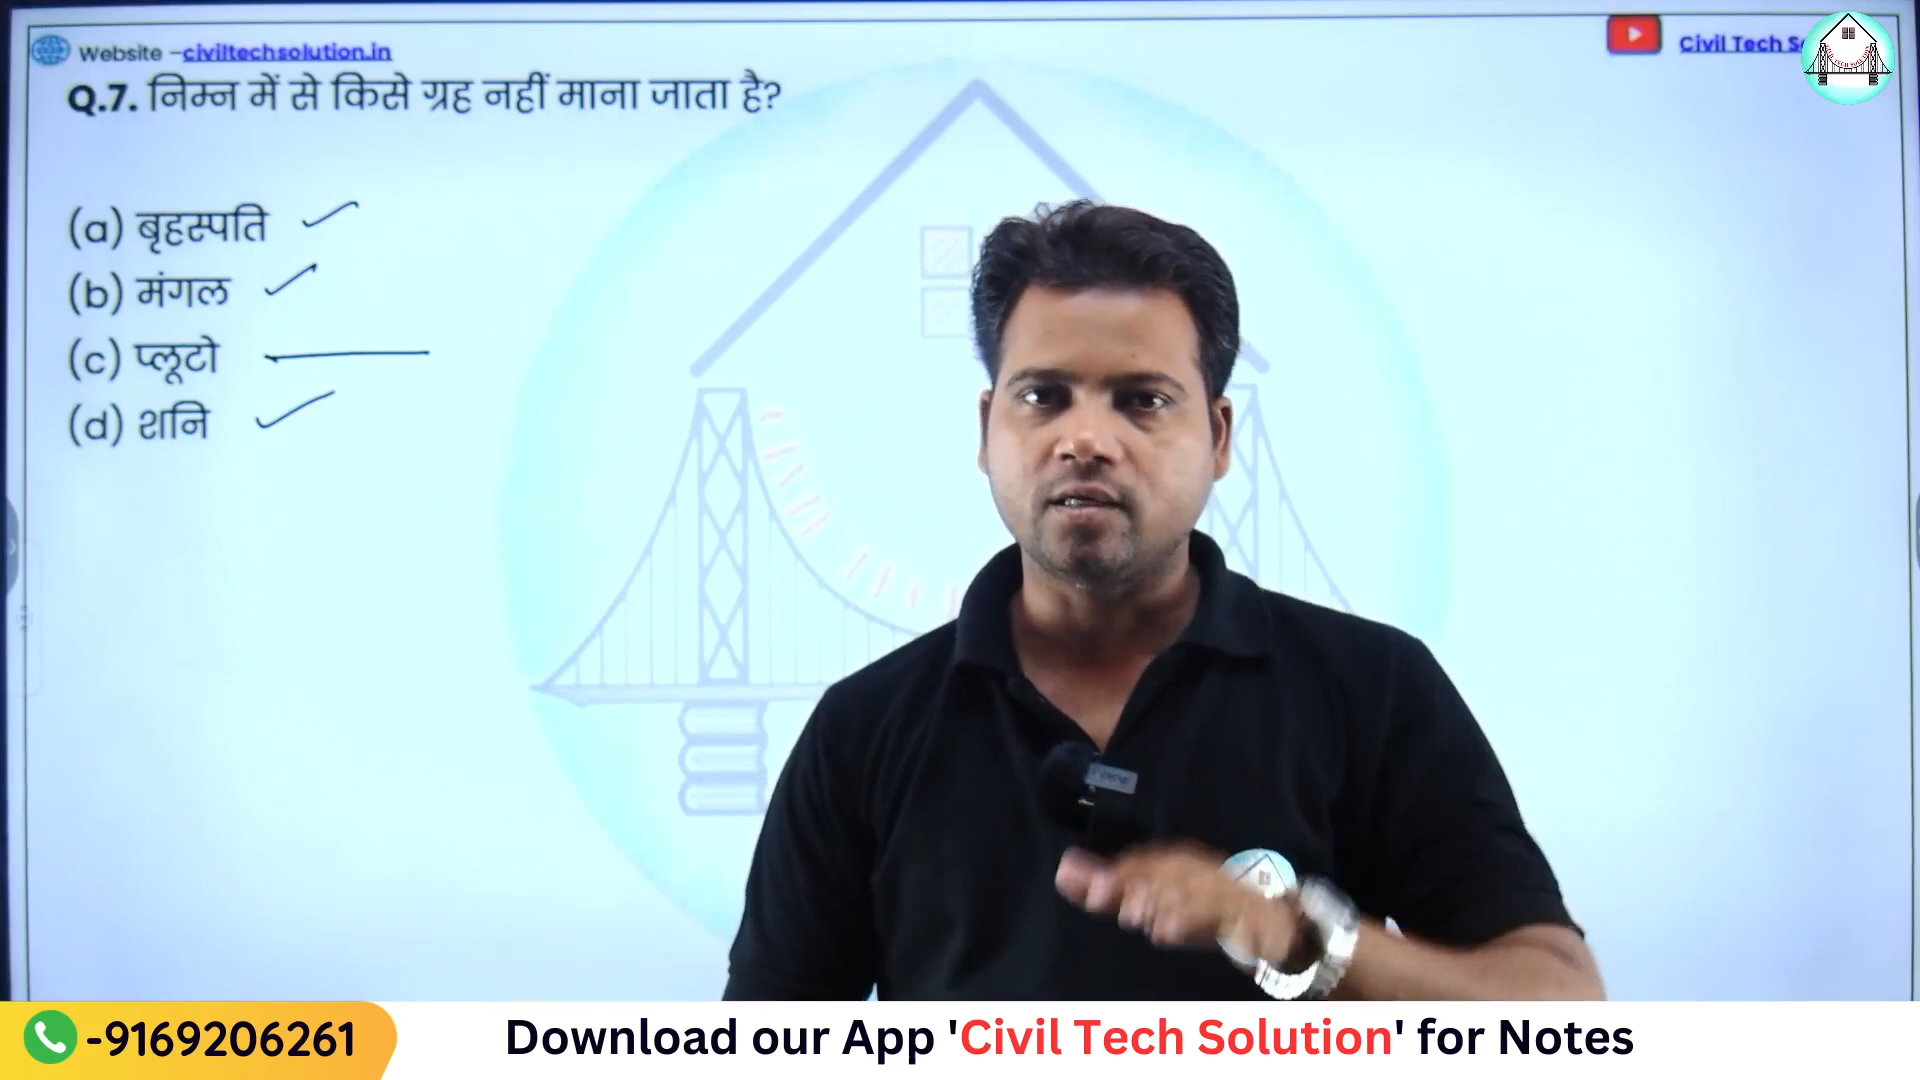 Website –civiltechsolution.in
Civil Tech S
Q.7. निम्न में से किसे ग्रह नहीं माना जाता है?
(a) बृहस्पति
(b) मंगल
(c) प्लूटो
(d) शनि
-9169206261
Download our App 'Civil Tech Solution' for Notes